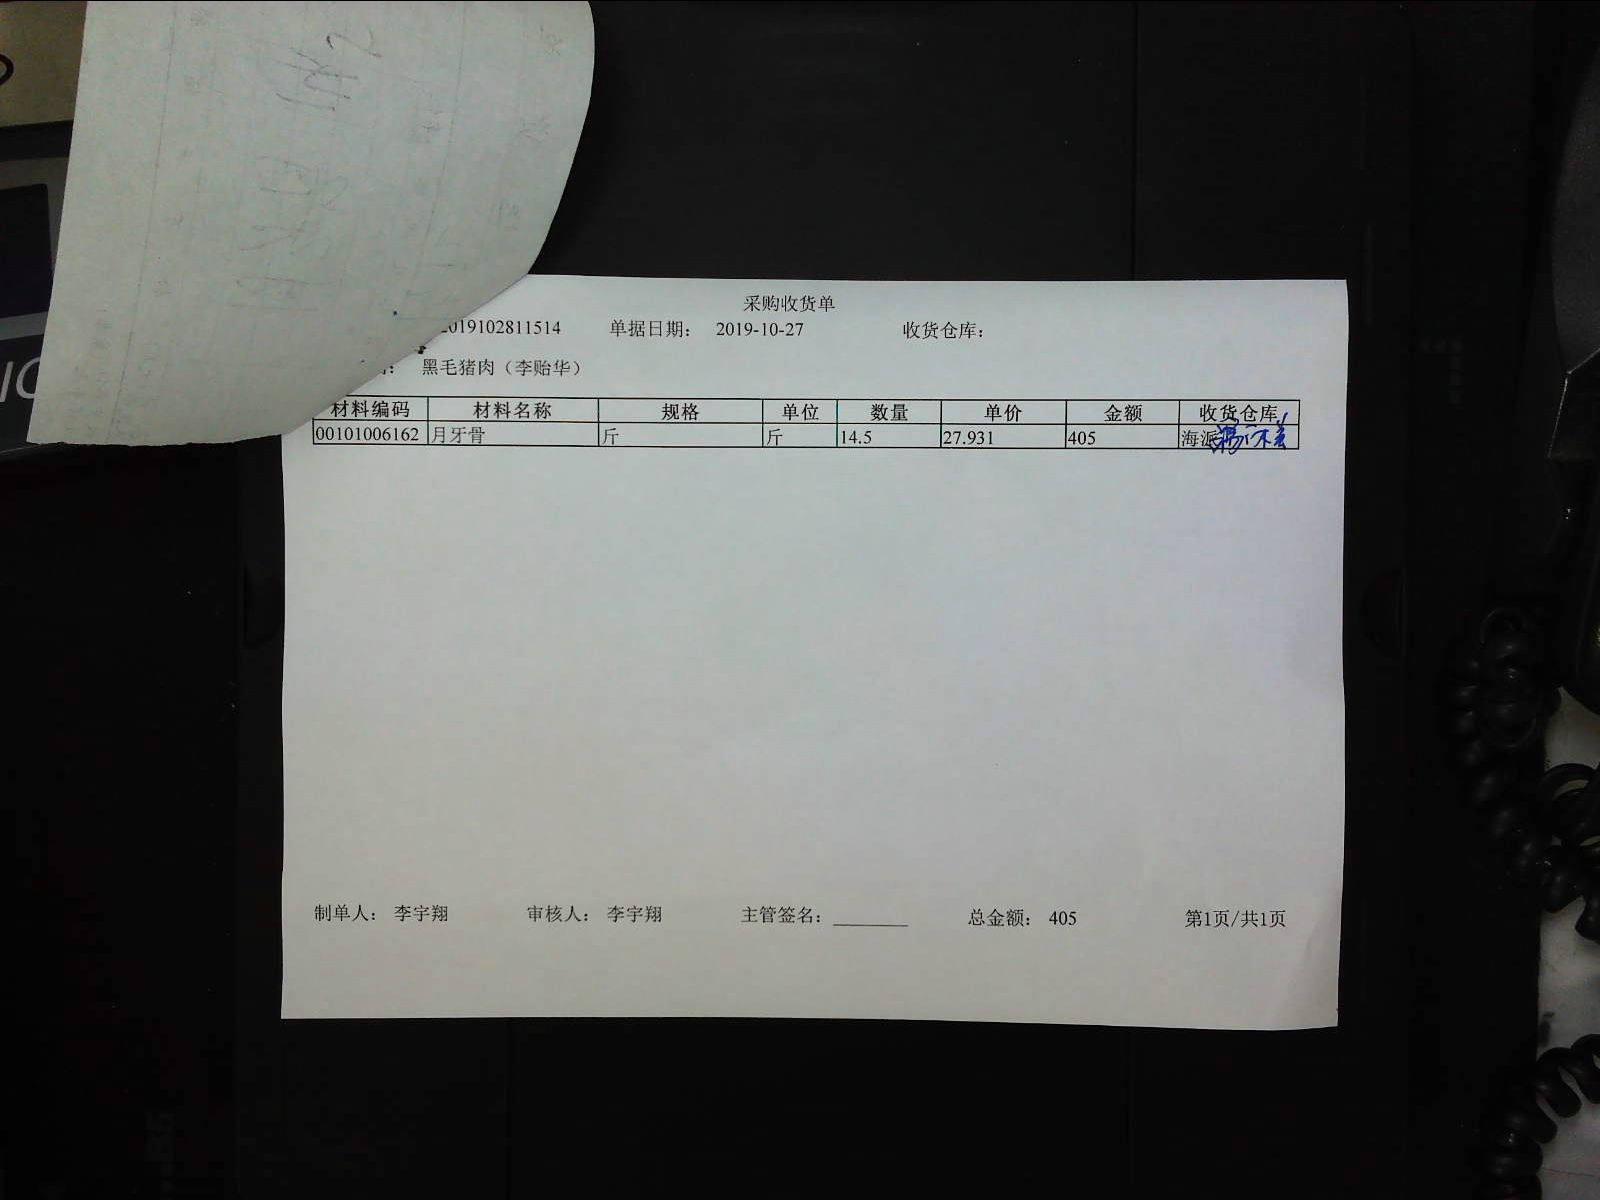 采购收货单
2019102811514 单据日期： 2019-10-27 收货仓库：
黑毛猪肉（李贻华）
材料编码 材料名称 规格 单位 数量 单价 金额 收货仓库
00101006162 月牙骨 斤 斤 14.5 27.931 405 海派
制单人： 李宇翔 审核人： 李宇翔 主管签名： 总金额： 405 第1页/共1页